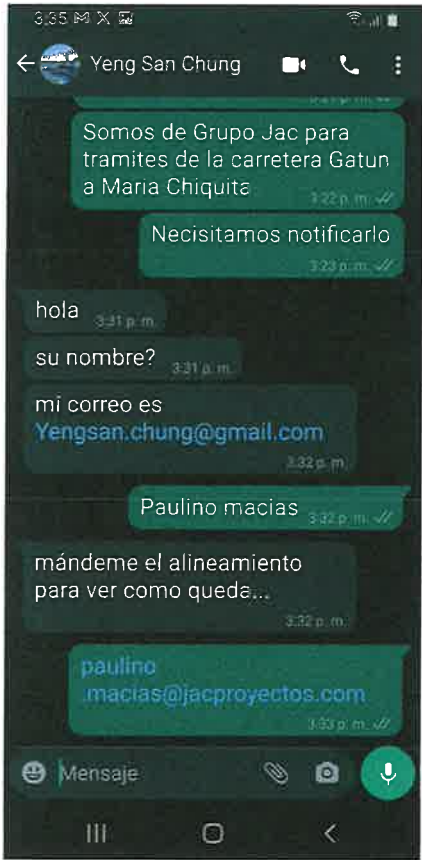 3:35
Yeng San Chung
Somos de Grupo Jac para
tramites de la carretera Gatun
a Maria Chiquita
3:22 p. m.
Necisitamos notificarlo
3:23 p. m.
hola
3:31 p. m.
su nombre?
3:31 p. m.
mi correo es
Yengsan.chung@gmail.com
3:32 p. m.
Paulino macias
3:32 p. m.
mándeme el alineamiento
para ver como queda...
3:32 p. m.
paulino
.macias@jacproyectos.com
3:33 p. m.
Mensaje